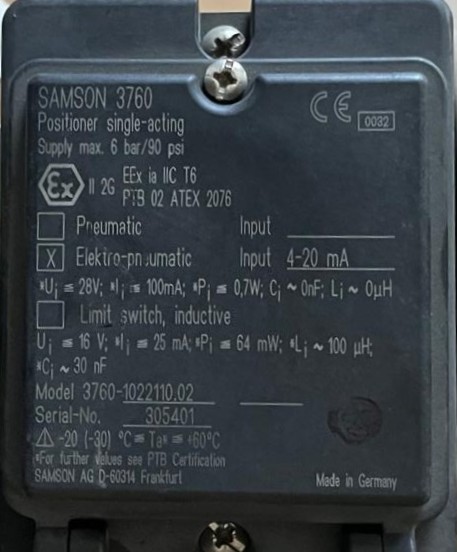 SAMSON 3760
Positioner single-acting
Supply max. 6 bar/90 psi
CE 0032
Ex II 2G EEx ia IIC T6
PTB 02 ATEX 2076
Pneumatic Input
X Elektro-pneumatic Input 4-20 mA
*Ui ≤ 28V; *Ii ≤ 100mA; *Pi ≤ 0,7W; Ci ~ 0nF; Li ~ 0µH
Limit switch, inductive
Ui ≤ 16 V; *Ii ≤ 25 mA; *Pi ≤ 64 mW; *Li ~ 100 µH;
*Ci ~ 30 nF
Model 3760-1022110.02
Serial-No. 305401
⚠ -20 (-30) °C ≤ Ta* ≤ +60°C
*For further values see PTB Certification
SAMSON AG D-60314 Frankfurt Made in Germany